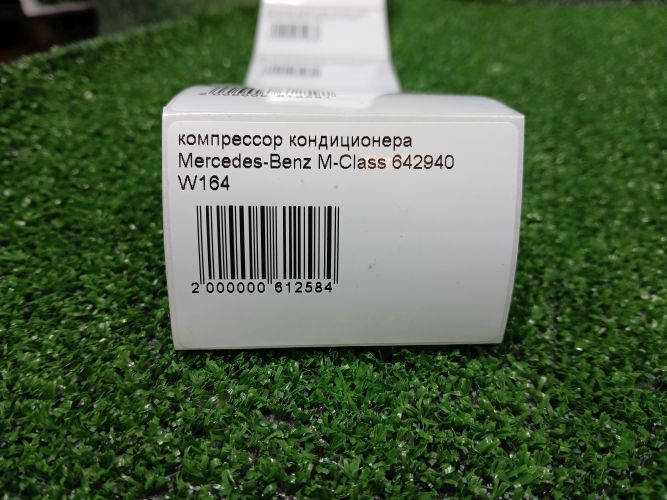 компрессор кондиционера
Mercedes-Benz M-Class 642940
W164
2 000000 612584